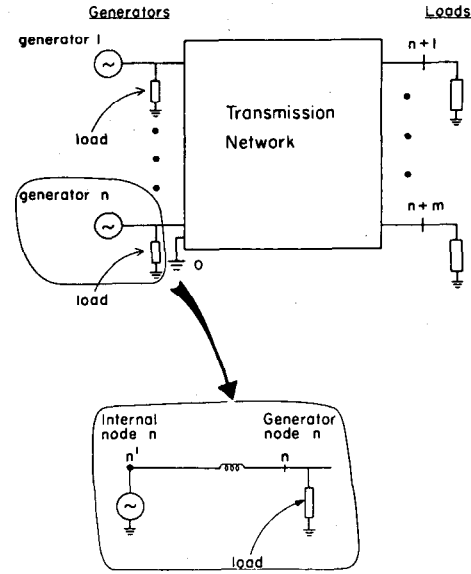 Generators
Loads
generator 1
n+1
load
Transmission
Network
generator n
n+m
load
0
Internal
node n
n'
Generator
node n
n
load